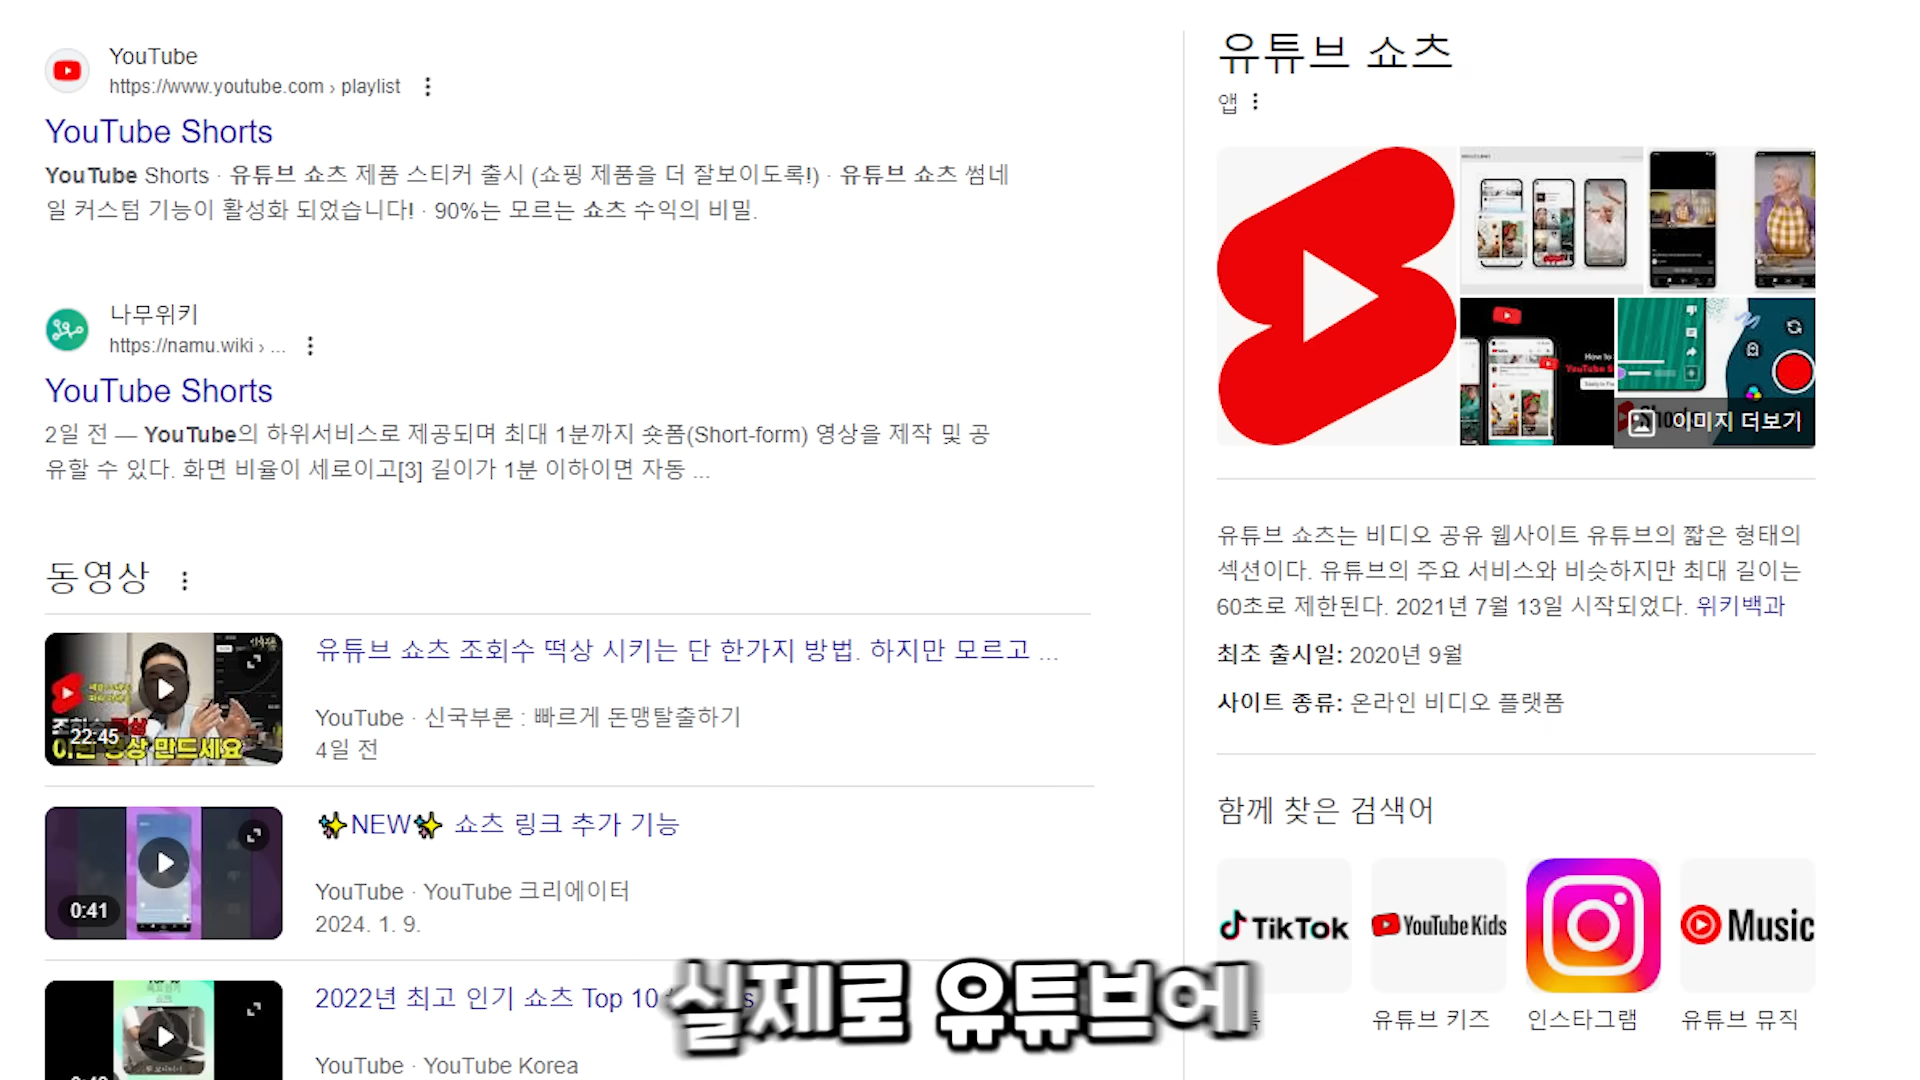 YouTube
https://www.youtube.com › playlist
YouTube Shorts
YouTube Shorts · 유튜브 쇼츠 제품 스티커 출시 (쇼핑 제품을 더 잘보이도록!) · 유튜브 쇼츠 썸네
일 커스텀 기능이 활성화 되었습니다! · 90%는 모르는 쇼츠 수익의 비밀.
나무위키
https://namu.wiki › ...
YouTube Shorts
2일 전 — YouTube의 하위서비스로 제공되며 최대 1분까지 숏폼(Short-form) 영상을 제작 및 공
유할 수 있다. 화면 비율이 세로이고[3] 길이가 1분 이하이면 자동 ...
동영상
22:45
영상 만드세요
유튜브 쇼츠 조회수 떡상 시키는 단 한가지 방법. 하지만 모르고 ...
YouTube · 신국부론 : 빠르게 돈맹탈출하기
4일 전
0:41
✨NEW✨ 쇼츠 링크 추가 기능
YouTube · YouTube 크리에이터
2024. 1. 9.
2022년 최고 인기 쇼츠 Top 10
YouTube · YouTube Korea
실제로 유튜브에
유튜브 쇼츠
앱
How to
이미지 더보기
유튜브 쇼츠는 비디오 공유 웹사이트 유튜브의 짧은 형태의
섹션이다. 유튜브의 주요 서비스와 비슷하지만 최대 길이는
60초로 제한된다. 2021년 7월 13일 시작되었다. 위키백과
최초 출시일: 2020년 9월
사이트 종류: 온라인 비디오 플랫폼
함께 찾은 검색어
TikTok
YouTube Kids
Music
유튜브 키즈
인스타그램
유튜브 뮤직